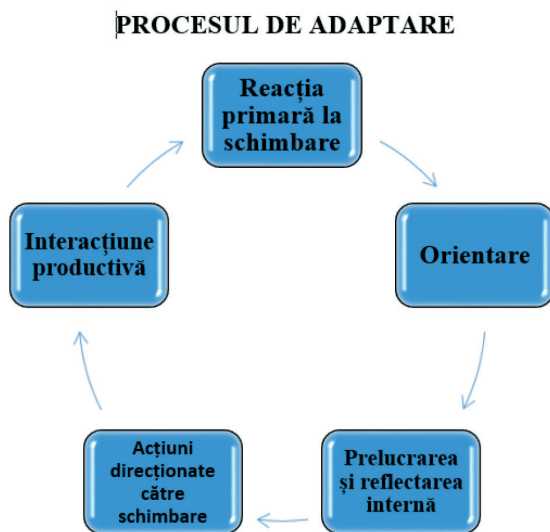 PROCESUL DE ADAPTARE
Reacția
primară la
schimbare
Orientare
Prelucrarea
și reflectarea
internă
Acțiuni
direcționate
către
schimbare
Interacțiune
productivă